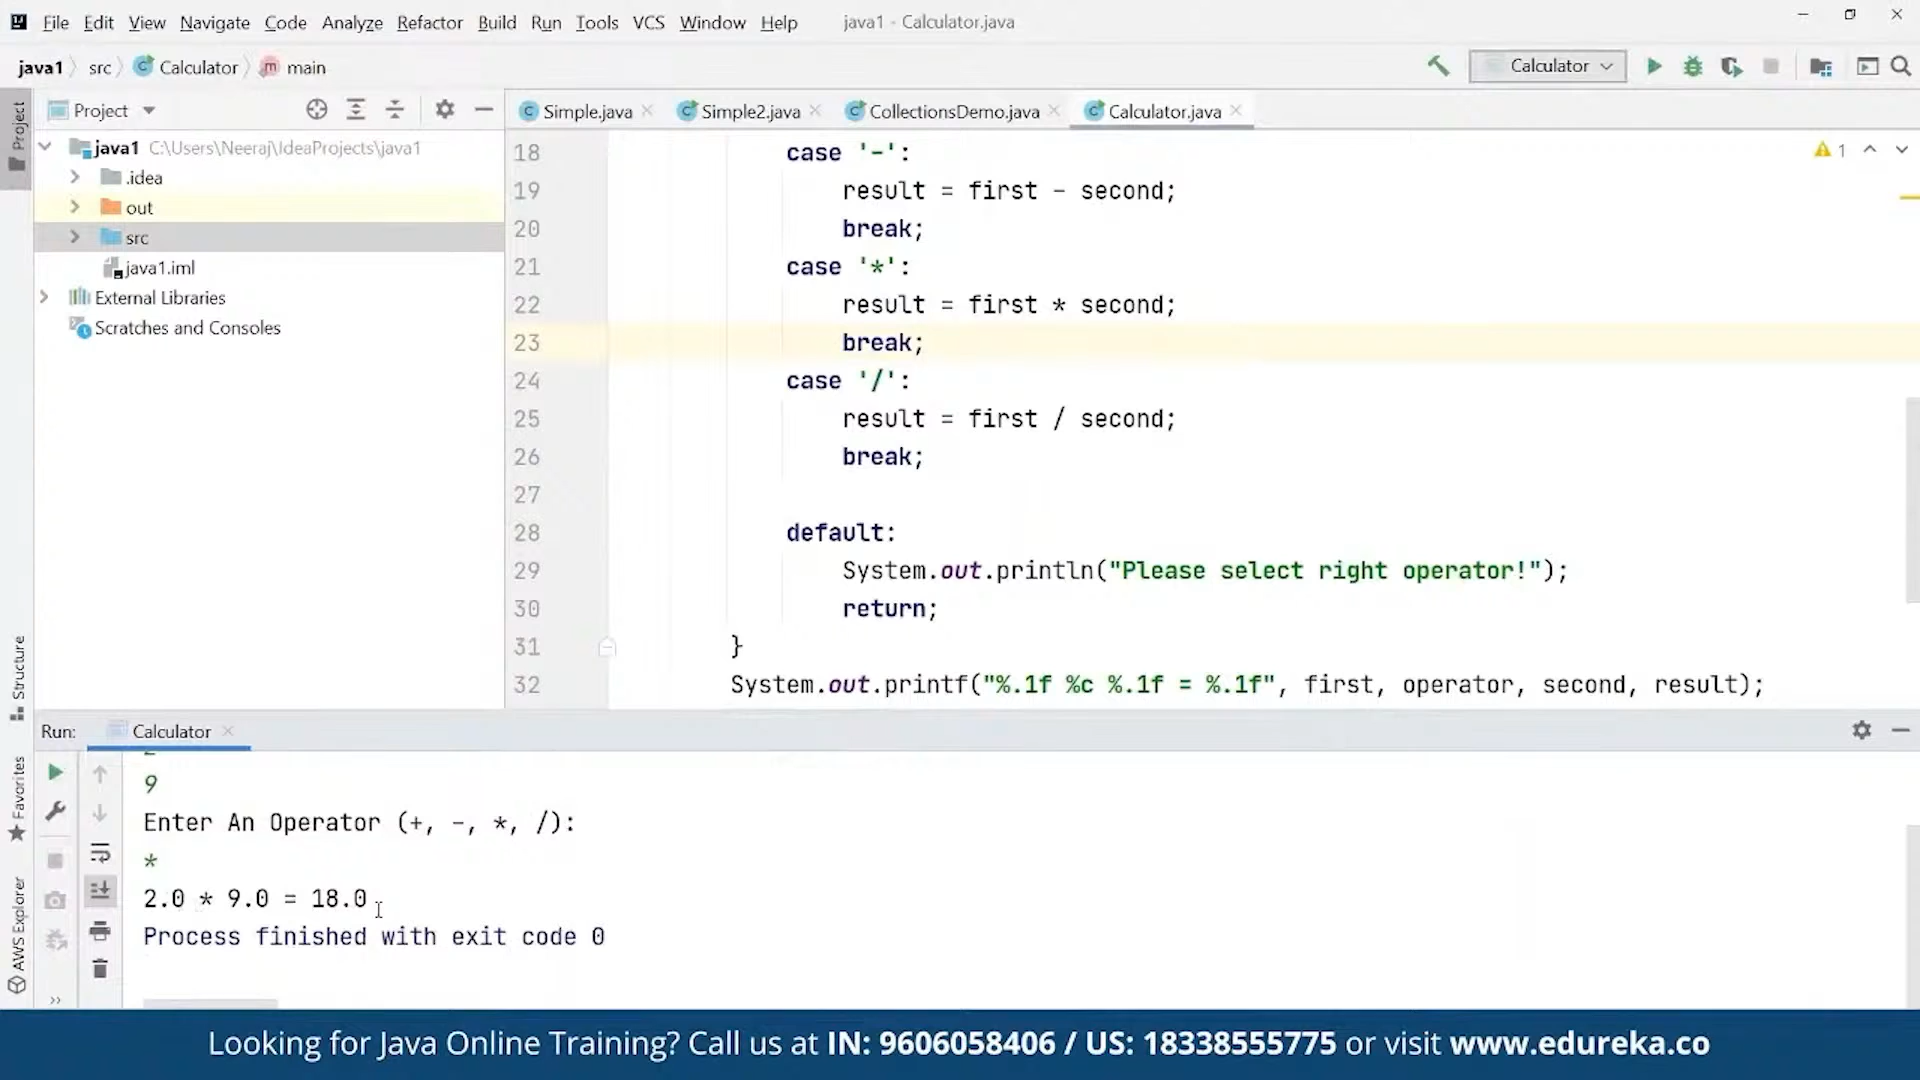 File Edit View Navigate Code Analyze Refactor Build Run Tools VCS Window Help java1 - Calculator.java
java1 src Calculator m main Calculator
Project
Simple.java Simple2.java CollectionsDemo.java Calculator.java
java1 C:\Users\Neeraj\IdeaProjects\java1
.idea
out
src
java1.iml
External Libraries
Scratches and Consoles
Project
Structure
Favorites
AWS Explorer
1
18 case '-':
19 result = first - second;
20 break;
21 case '*':
22 result = first * second;
23 break;
24 case '/':
25 result = first / second;
26 break;
27
28 default:
29 System.out.println("Please select right operator!");
30 return;
31 }
32 System.out.printf("%.1f %c %.1f = %.1f", first, operator, second, result);
Run: Calculator
9
Enter An Operator (+, -, *, /):
*
2.0 * 9.0 = 18.0
Process finished with exit code 0
Looking for Java Online Training? Call us at IN: 9606058406 / US: 18338555775 or visit www.edureka.co